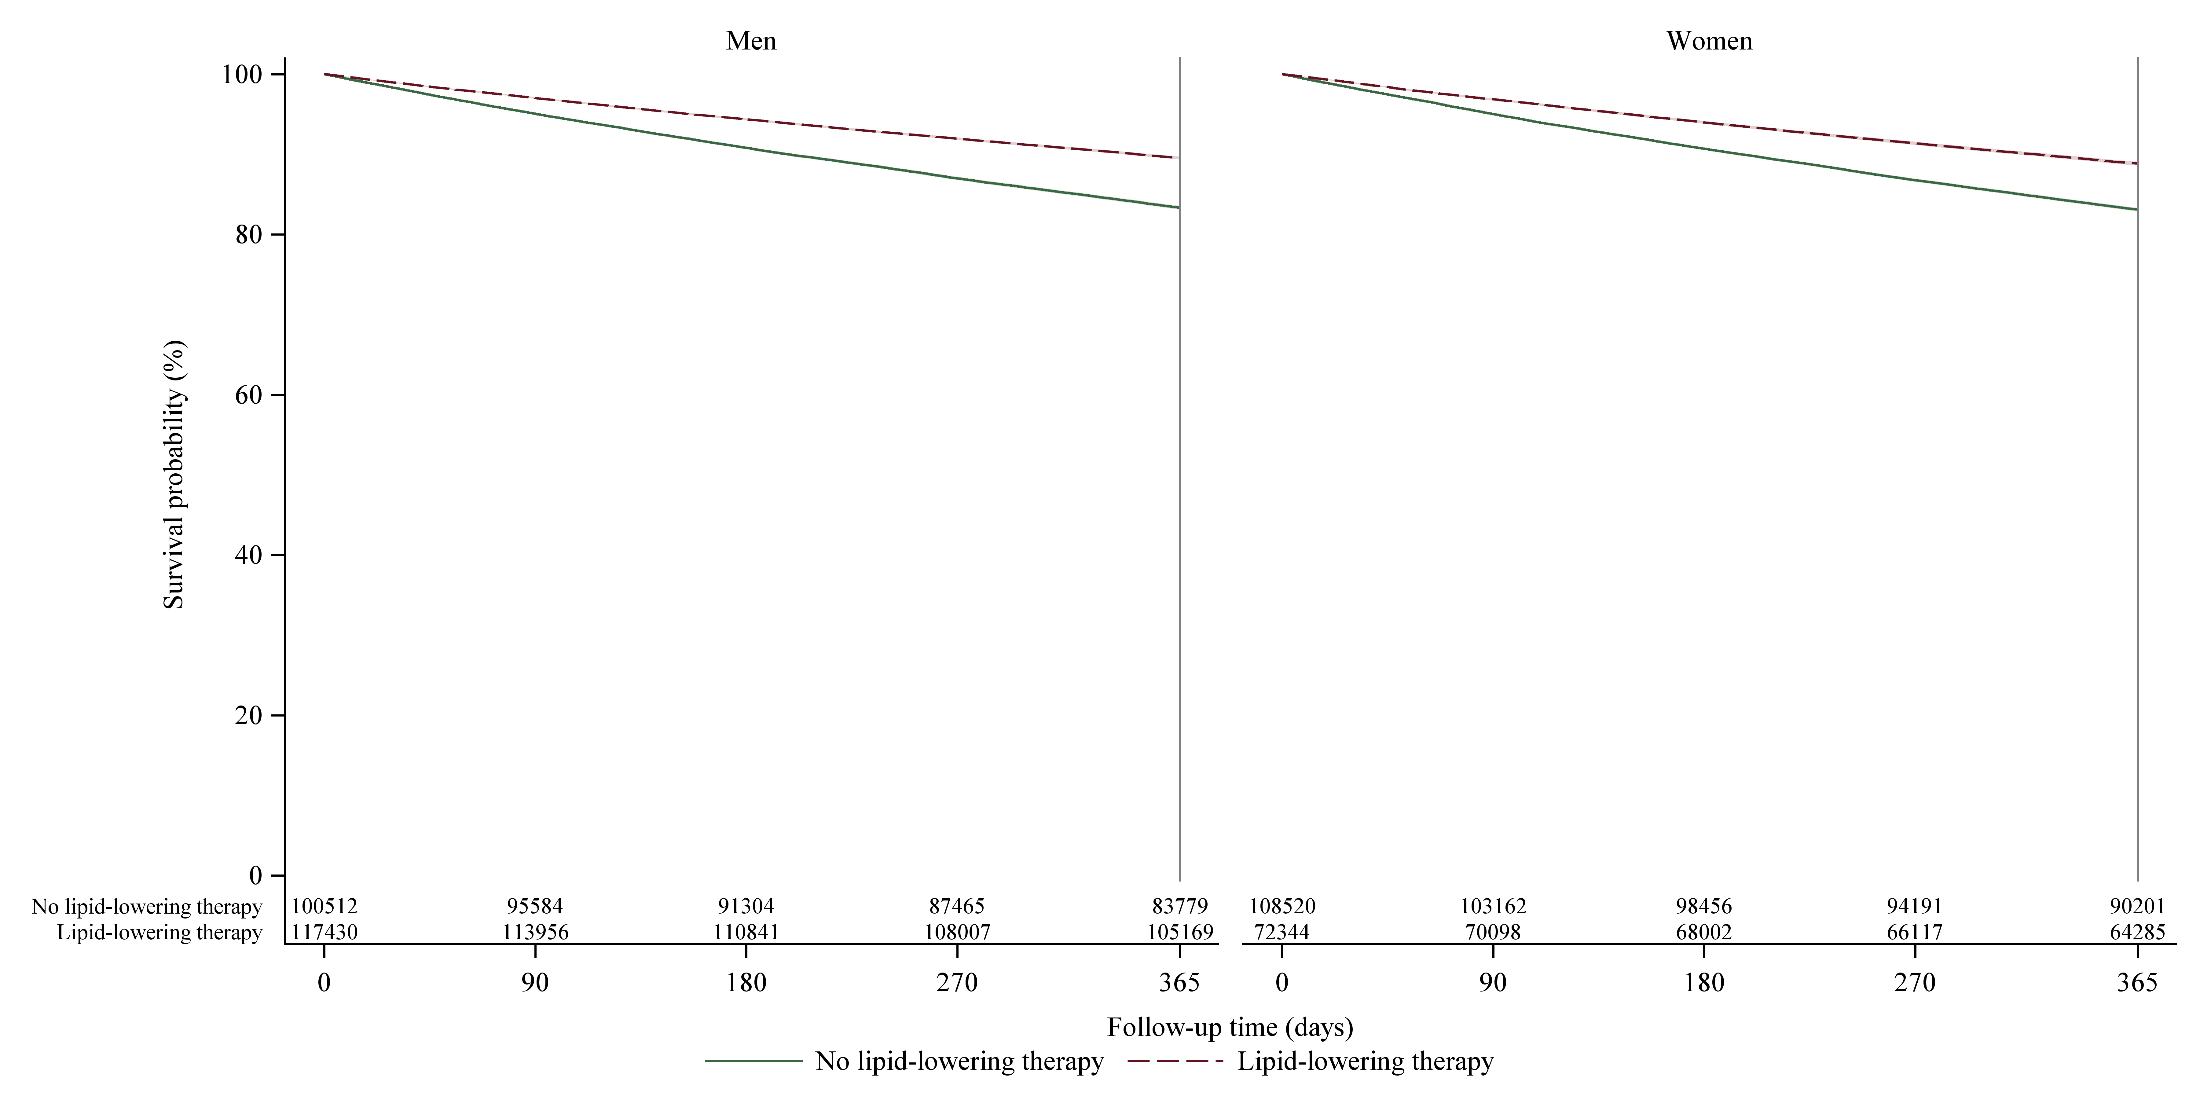 Men Women
100
80
60
40
20
0
Survival probability (%)
No lipid-lowering therapy 100512 95584 91304 87465 83779 108520 103162 98456 94191 90201
Lipid-lowering therapy 117430 113956 110841 108007 105169 72344 70098 68002 66117 64285
0 90 180 270 365 0 90 180 270 365
Follow-up time (days)
No lipid-lowering therapy Lipid-lowering therapy